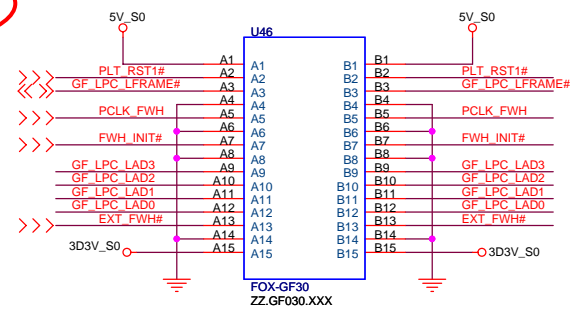 5V_S0 5V_S0
U46
A1 A1 B1 B1
PLT_RST1# A2 A2 B2 B2 PLT_RST1#
GF_LPC_LFRAME# A3 A3 B3 B3 GF_LPC_LFRAME#
A4 A4 B4 B4
PCLK_FWH A5 A5 B5 B5 PCLK_FWH
A6 A6 B6 B6
FWH_INIT# A7 A7 B7 B7 FWH_INIT#
A8 A8 B8 B8
GF_LPC_LAD3 A9 A9 B9 B9 GF_LPC_LAD3
GF_LPC_LAD2 A10 A10 B10 B10 GF_LPC_LAD2
GF_LPC_LAD1 A11 A11 B11 B11 GF_LPC_LAD1
GF_LPC_LAD0 A12 A12 B12 B12 GF_LPC_LAD0
EXT_FWH# A13 A13 B13 B13 EXT_FWH#
A14 A14 B14 B14
3D3V_S0 A15 A15 B15 B15 3D3V_S0
FOX-GF30
ZZ.GF030.XXX